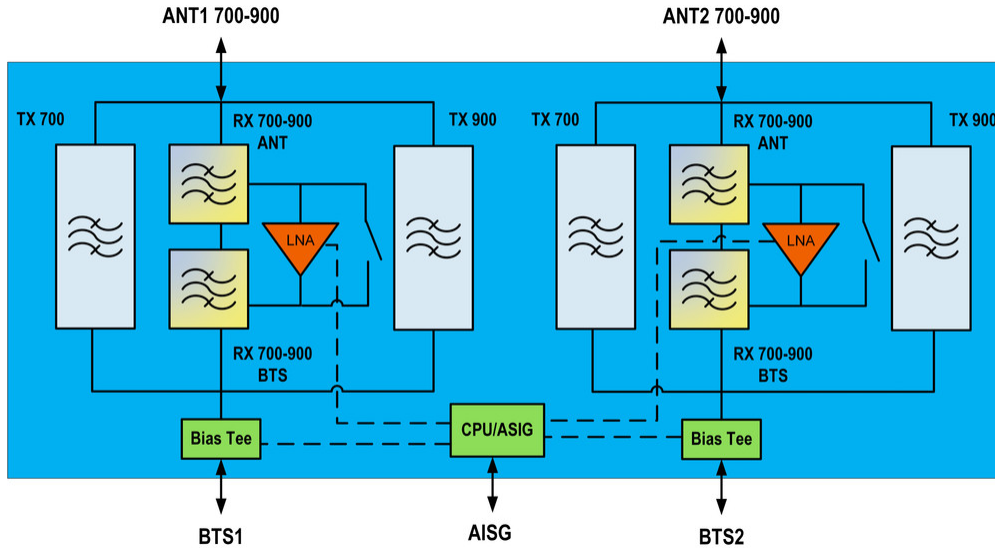 ANT1 700-900
ANT2 700-900
TX 700
RX 700-900
ANT
TX 900
TX 700
RX 700-900
ANT
TX 900
LNA
LNA
RX 700-900
BTS
RX 700-900
BTS
Bias Tee
CPU/ASIG
Bias Tee
BTS1
AISG
BTS2